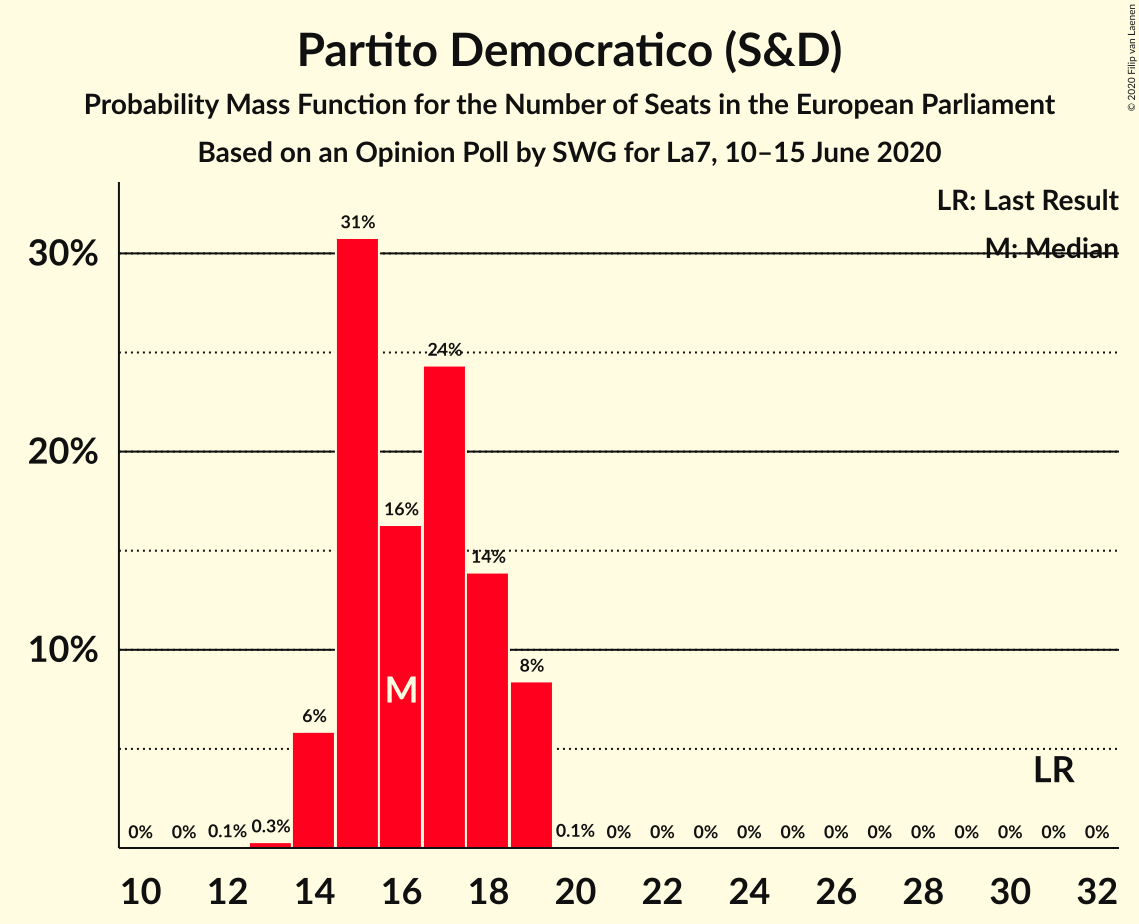 Partito Democratico (S&D)
Probability Mass Function for the Number of Seats in the European Parliament
Based on an Opinion Poll by SWG for La7, 10–15 June 2020
© 2020 Filip van Laenen
LR: Last Result
M: Median
30%
20%
10%
0% 0% 0.1% 0.3% 6% 31% 16% 24% 14% 8% 0.1% 0% 0% 0% 0% 0% 0% 0% 0% 0% 0% 0% 0%
M
LR
10 12 14 16 18 20 22 24 26 28 30 32